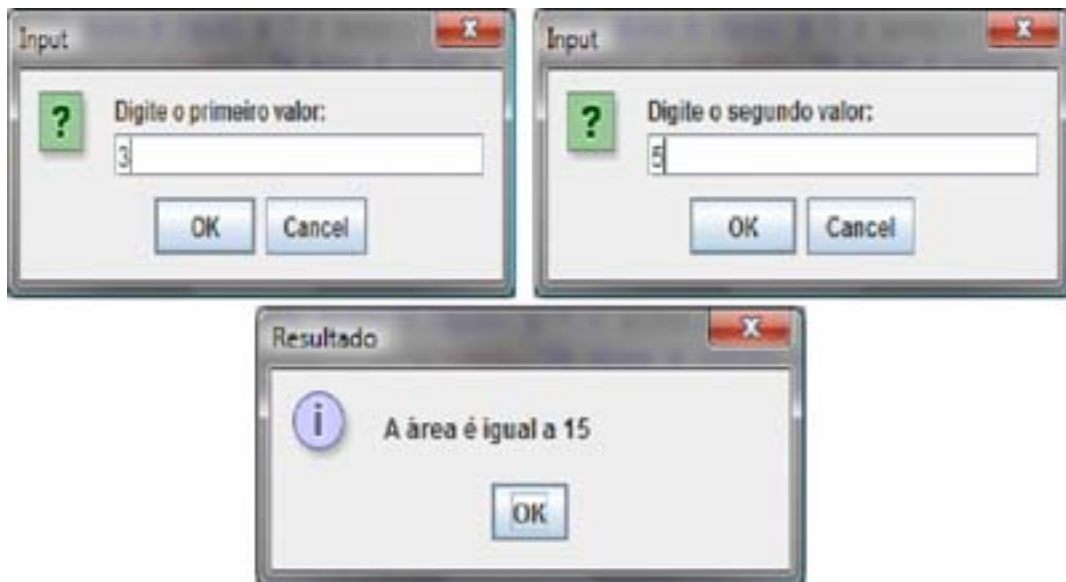 Input
Digite o primeiro valor:
3
OK
Cancel
Input
Digite o segundo valor:
5
OK
Cancel
Resultado
A área é igual a 15
OK